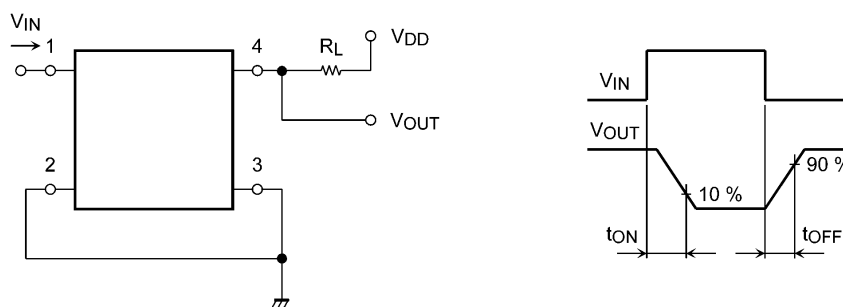 VIN
1
4
RL
VDD
VOUT
2
3
VIN
VOUT
10 %
90 %
tON
tOFF